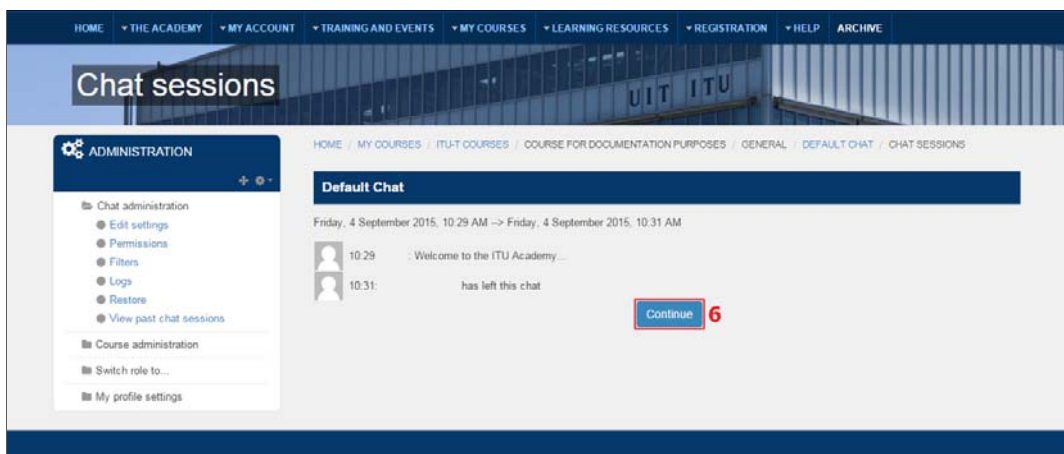 HOME THE ACADEMY MY ACCOUNT TRAINING AND EVENTS MY COURSES LEARNING RESOURCES REGISTRATION HELP ARCHIVE
Chat sessions
UIT ITU
ADMINISTRATION
Chat administration
Edit settings
Permissions
Filters
Logs
Restore
View past chat sessions
Course administration
Switch role to...
My profile settings
HOME / MY COURSES / ITU-T COURSES / COURSE FOR DOCUMENTATION PURPOSES / GENERAL / DEFAULT CHAT / CHAT SESSIONS
Default Chat
Friday, 4 September 2015, 10:29 AM --> Friday, 4 September 2015, 10:31 AM
10:29 : Welcome to the ITU Academy...
10:31: has left this chat
Continue 6